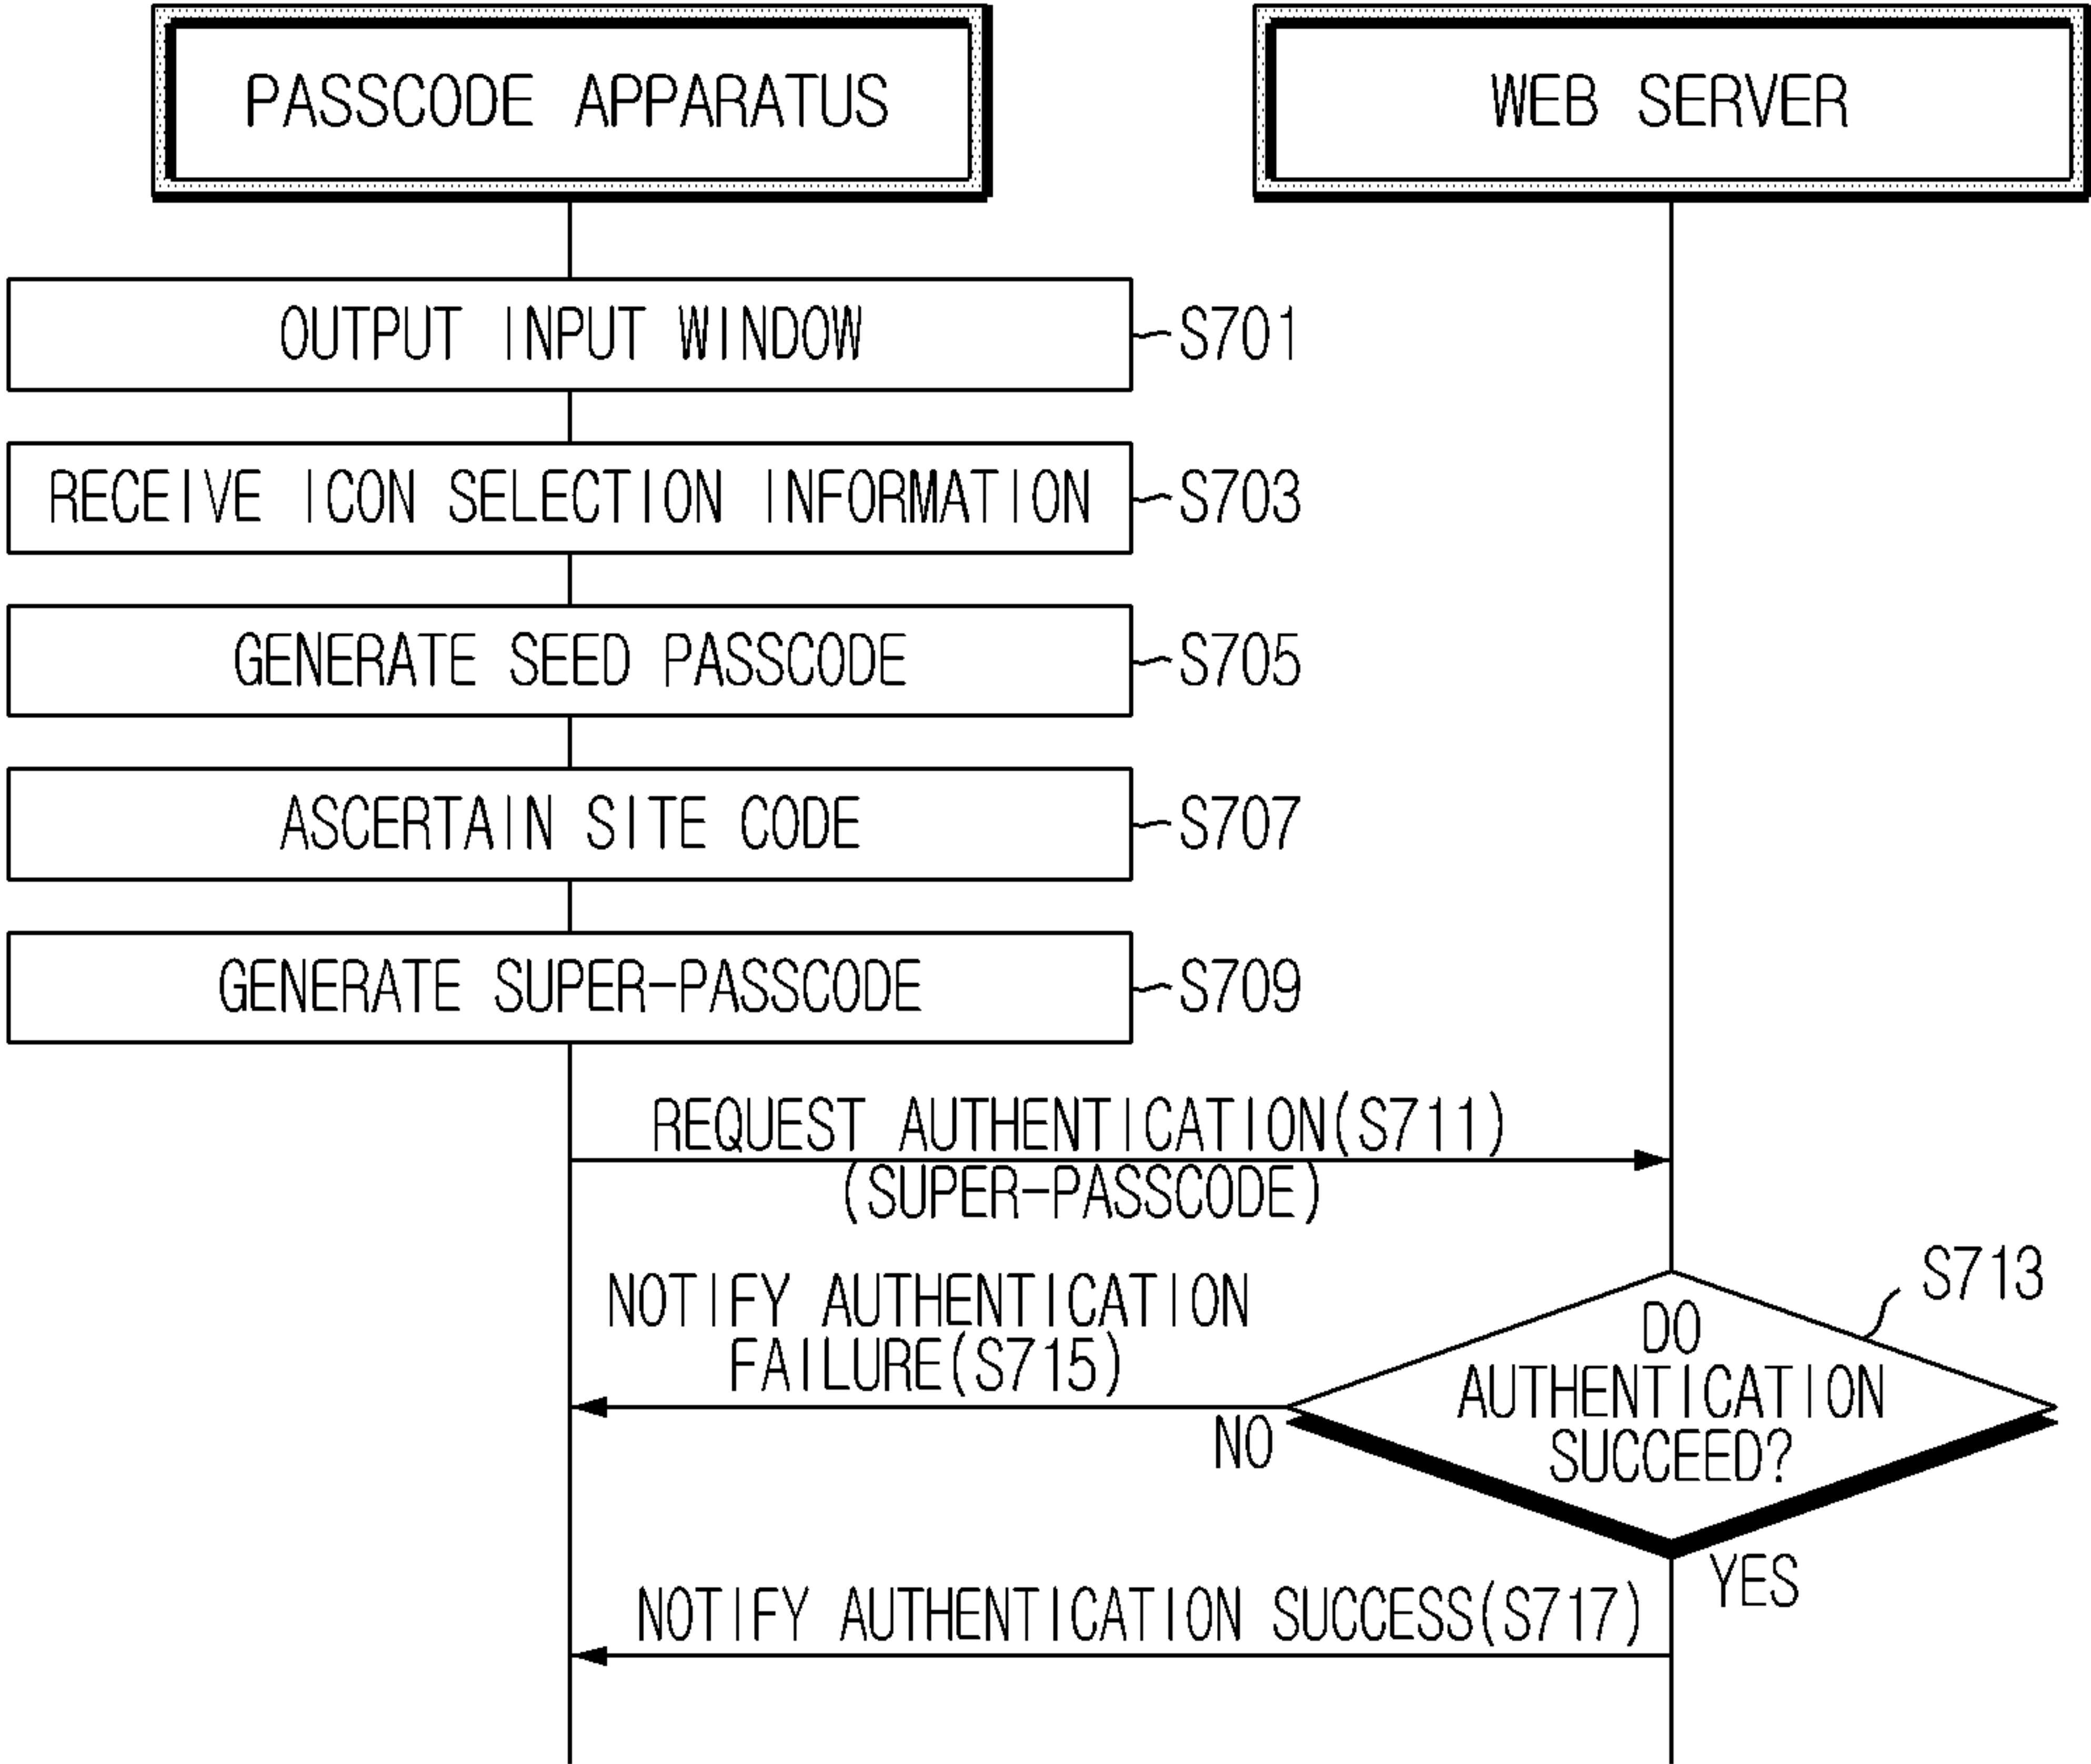 PASSCODE APPARATUS
WEB SERVER
OUTPUT INPUT WINDOW
S701
RECEIVE ICON SELECTION INFORMATION
S703
GENERATE SEED PASSCODE
S705
ASCERTAIN SITE CODE
S707
GENERATE SUPER-PASSCODE
S709
REQUEST AUTHENTICATION(S711)
(SUPER-PASSCODE)
NOTIFY AUTHENTICATION
FAILURE(S715)
S713
DO
AUTHENTICATION
SUCCEED?
NO
YES
NOTIFY AUTHENTICATION SUCCESS(S717)